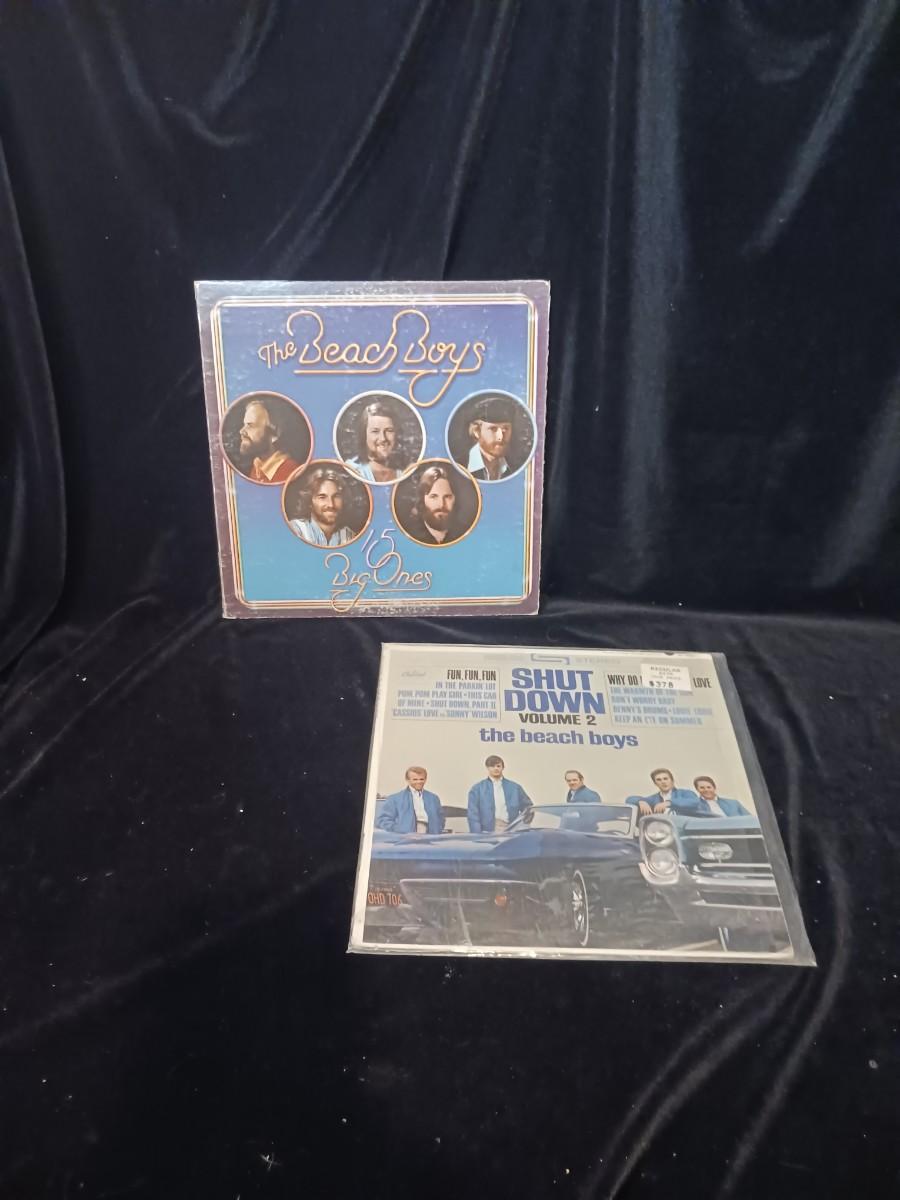 The Beach Boys
15
Big Ones
STEREO
Capitol
FUN, FUN, FUN
IN THE PARKIN' LOT
POM, POM PLAY GIRL • THIS CAR
OF MINE • SHUT DOWN, PART II
"CASSIUS" LOVE vs. "SONNY" WILSON
SHUT
DOWN
VOLUME 2
the beach boys
REGULAR
$378
WHY DO LOVE
THE WARMTH OF THE SUN
DON'T WORRY BABY
DENNY'S DRUMS • LOUIE LOUIE
KEEP AN EYE ON SUMMER
OHD 706